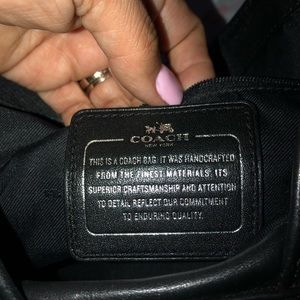 COACH
NEW YORK
THIS IS A COACH BAG. IT WAS HANDCRAFTED
FROM THE FINEST MATERIALS. ITS
SUPERIOR CRAFTSMANSHIP AND ATTENTION
TO DETAIL REFLECT OUR COMMITMENT
TO ENDURING QUALITY.